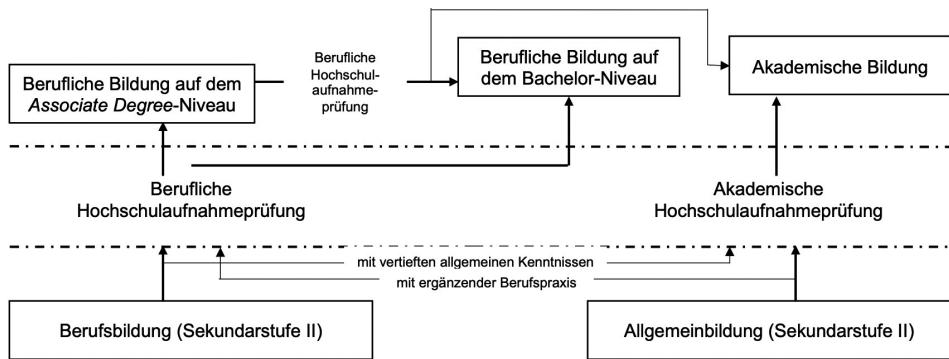 Berufliche
Hochschul-
aufnahme-
prüfung
Berufliche Bildung auf dem
Associate Degree-Niveau
Berufliche Bildung auf
dem Bachelor-Niveau
Akademische Bildung
Berufliche
Hochschulaufnahmeprüfung
Akademische
Hochschulaufnahmeprüfung
mit vertieften allgemeinen Kenntnissen
mit ergänzender Berufspraxis
Berufsbildung (Sekundarstufe II)
Allgemeinbildung (Sekundarstufe II)